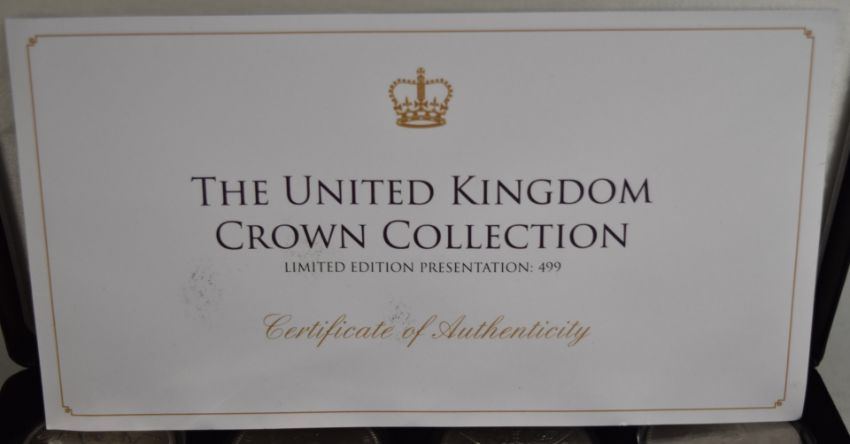 THE UNITED KINGDOM
CROWN COLLECTION
LIMITED EDITION PRESENTATION: 499
Certificate of Authenticity